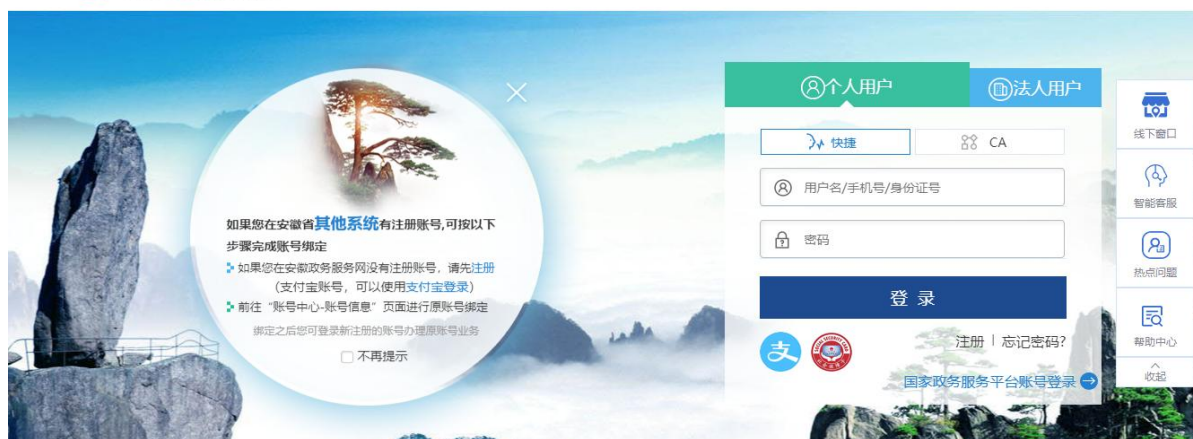 如果您在安徽省其他系统有注册账号,可按以下
步骤完成账号绑定
如果您在安徽政务服务网没有注册账号，请先注册
（支付宝账号，可以使用支付宝登录）
前往“账号中心-账号信息”页面进行原账号绑定
绑定之后您可登录新注册的账号办理原账号业务
不再提示
个人用户
法人用户
快捷
CA
用户名/手机号/身份证号
密码
登 录
支
注册 | 忘记密码?
国家政务服务平台账号登录
线下窗口
智能客服
热点问题
帮助中心
收起